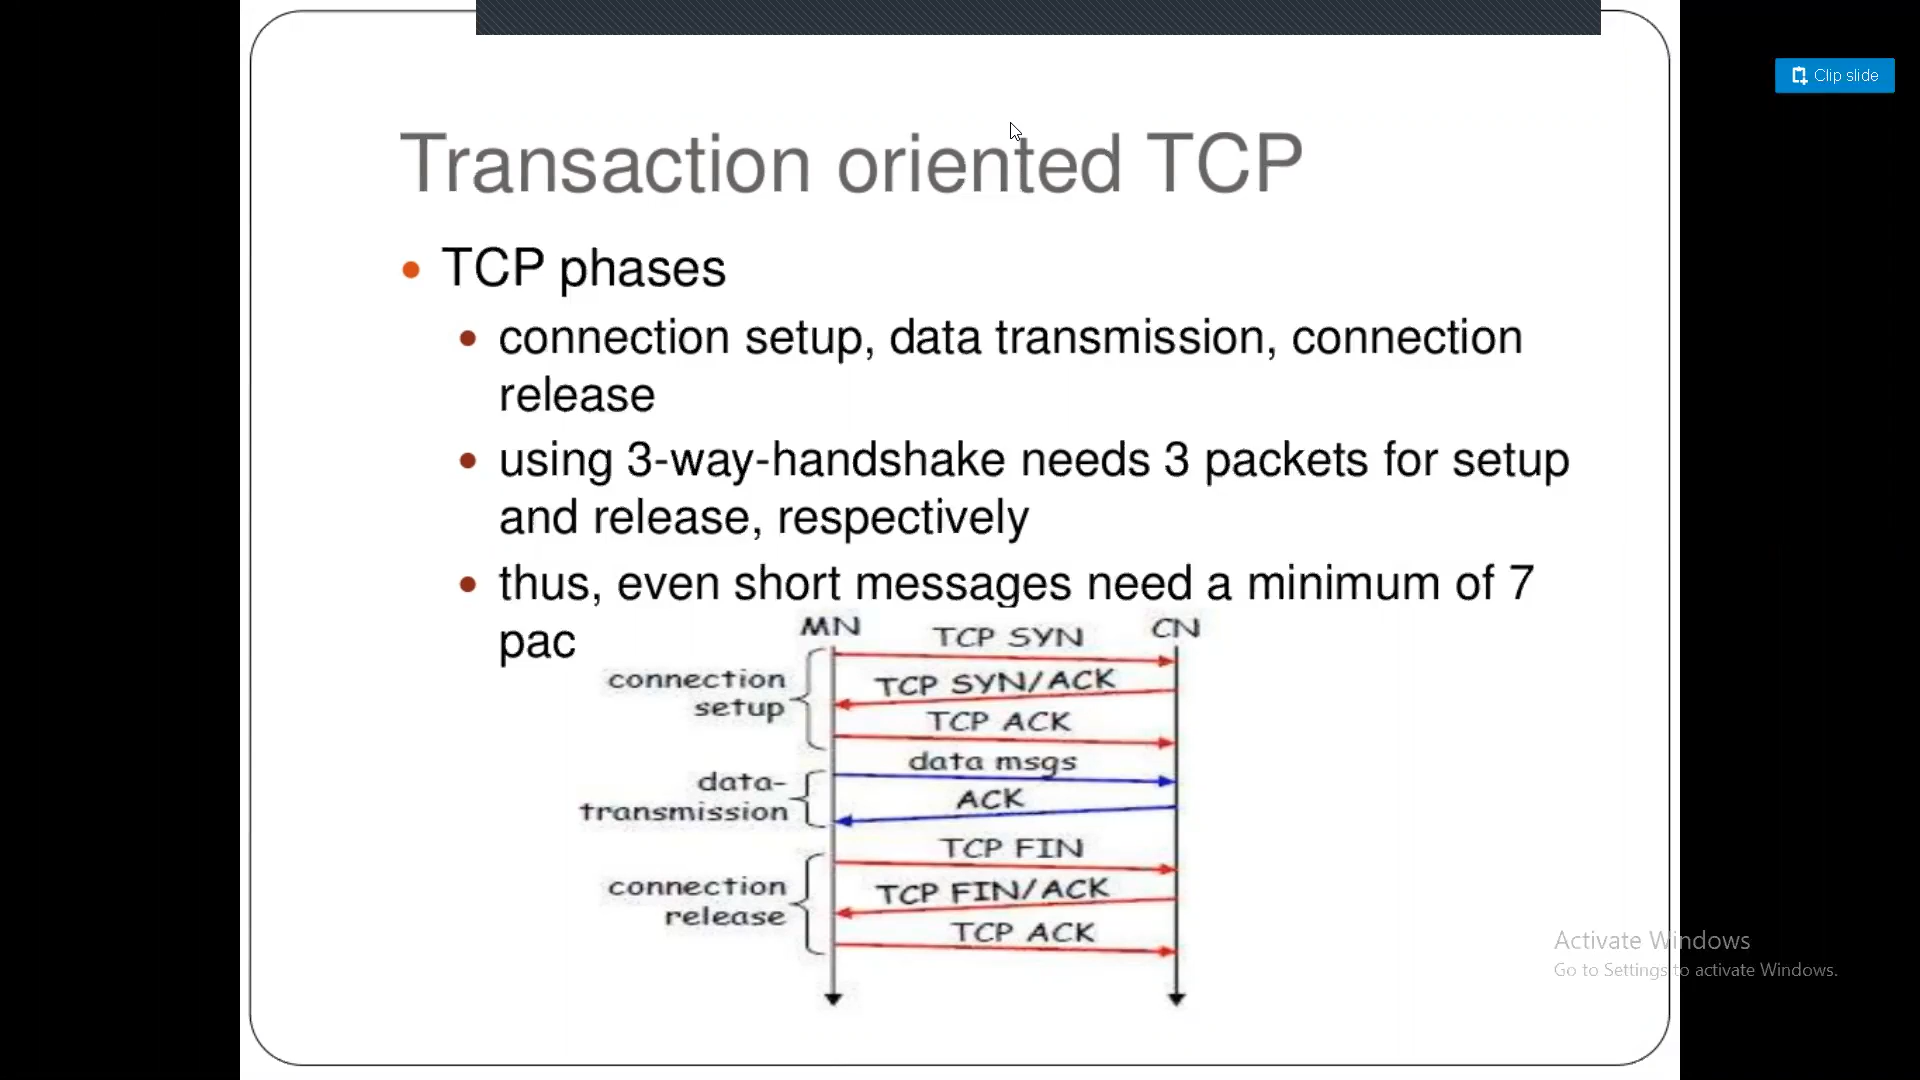 Clip slide
Transaction oriented TCP
TCP phases
connection setup, data transmission, connection
release
using 3-way-handshake needs 3 packets for setup
and release, respectively
thus, even short messages need a minimum of 7
pac
MN
CN
TCP SYN
connection
setup
TCP SYN/ACK
TCP ACK
data-
transmission
data msgs
ACK
connection
release
TCP FIN
TCP FIN/ACK
TCP ACK
Activate Windows
Go to Settings to activate Windows.